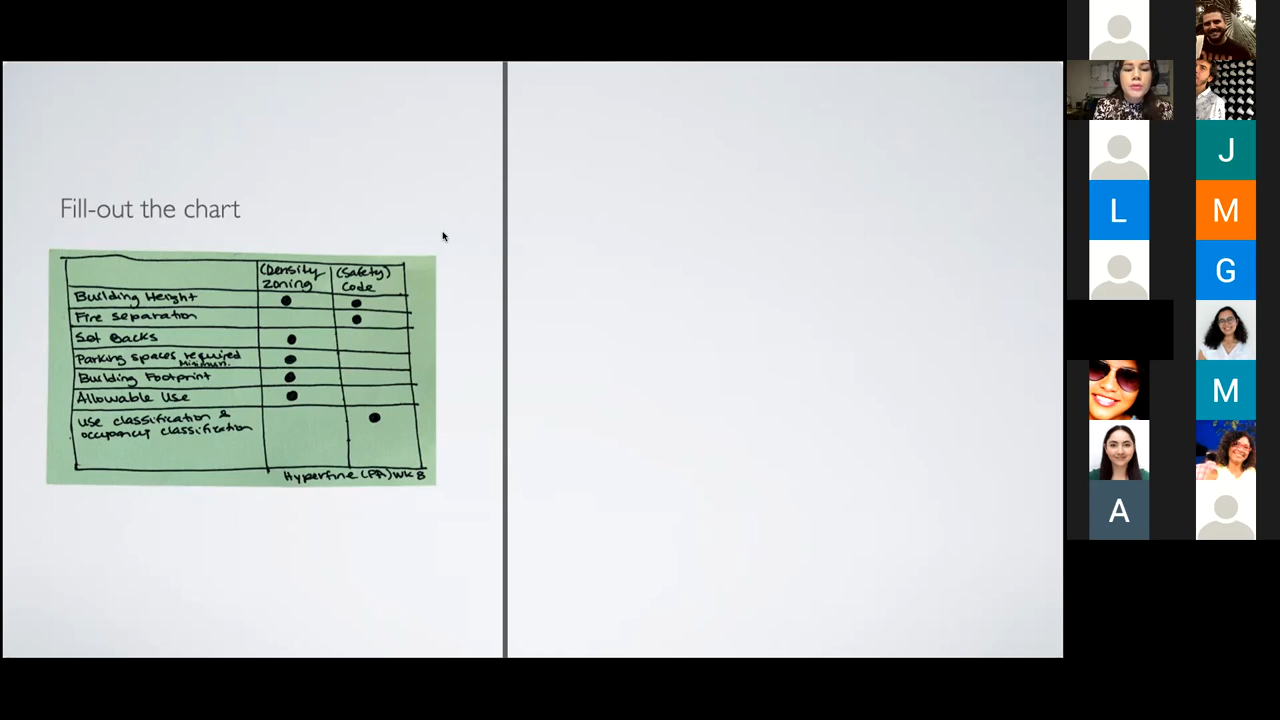 Fill-out the chart
(Density
zoning
(Safety)
Code
Building Height
Fire separation
Set Backs
Parking spaces required
Minimum.
Building Footprint
Allowable Use
use classification &
occupancy classification
Hyperfine (PA) WK 8
J
L
M
G
M
A